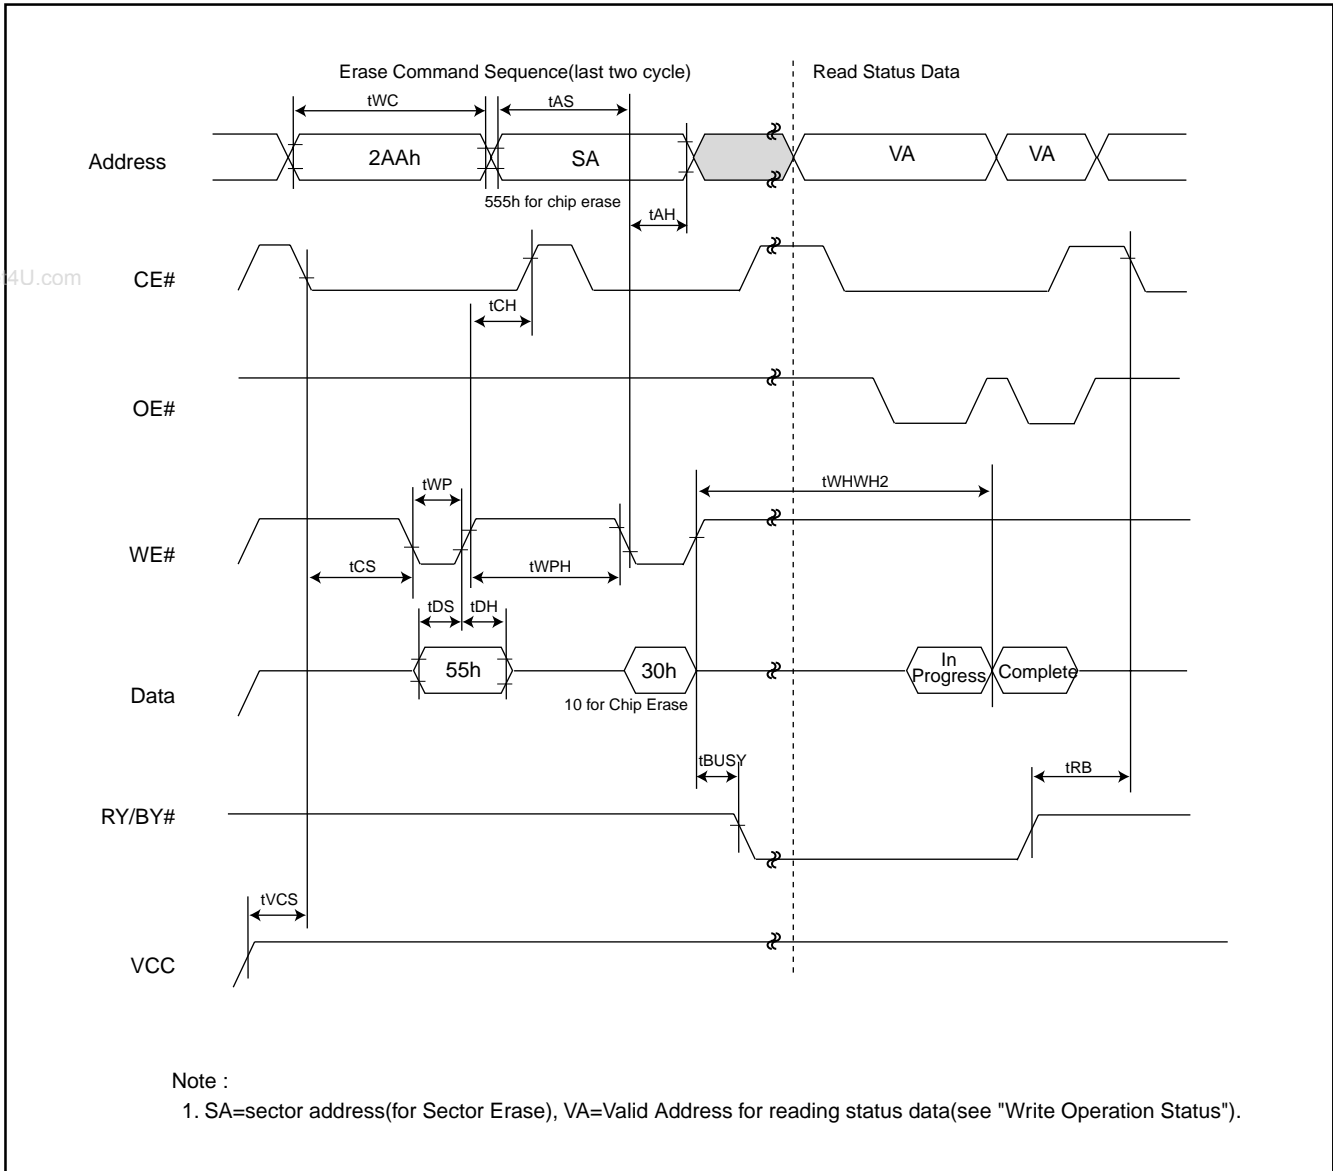 Erase Command Sequence(last two cycle)
Read Status Data
tWC
tAS
Address
2AAh
SA
VA
VA
555h for chip erase
tAH
t4U.com
CE#
tCH
OE#
tWP
tWHWH2
WE#
tCS
tWPH
tDS
tDH
55h
30h
In
Progress
Complete
Data
10 for Chip Erase
tBUSY
tRB
RY/BY#
tVCS
VCC
Note :
1. SA=sector address(for Sector Erase), VA=Valid Address for reading status data(see "Write Operation Status").